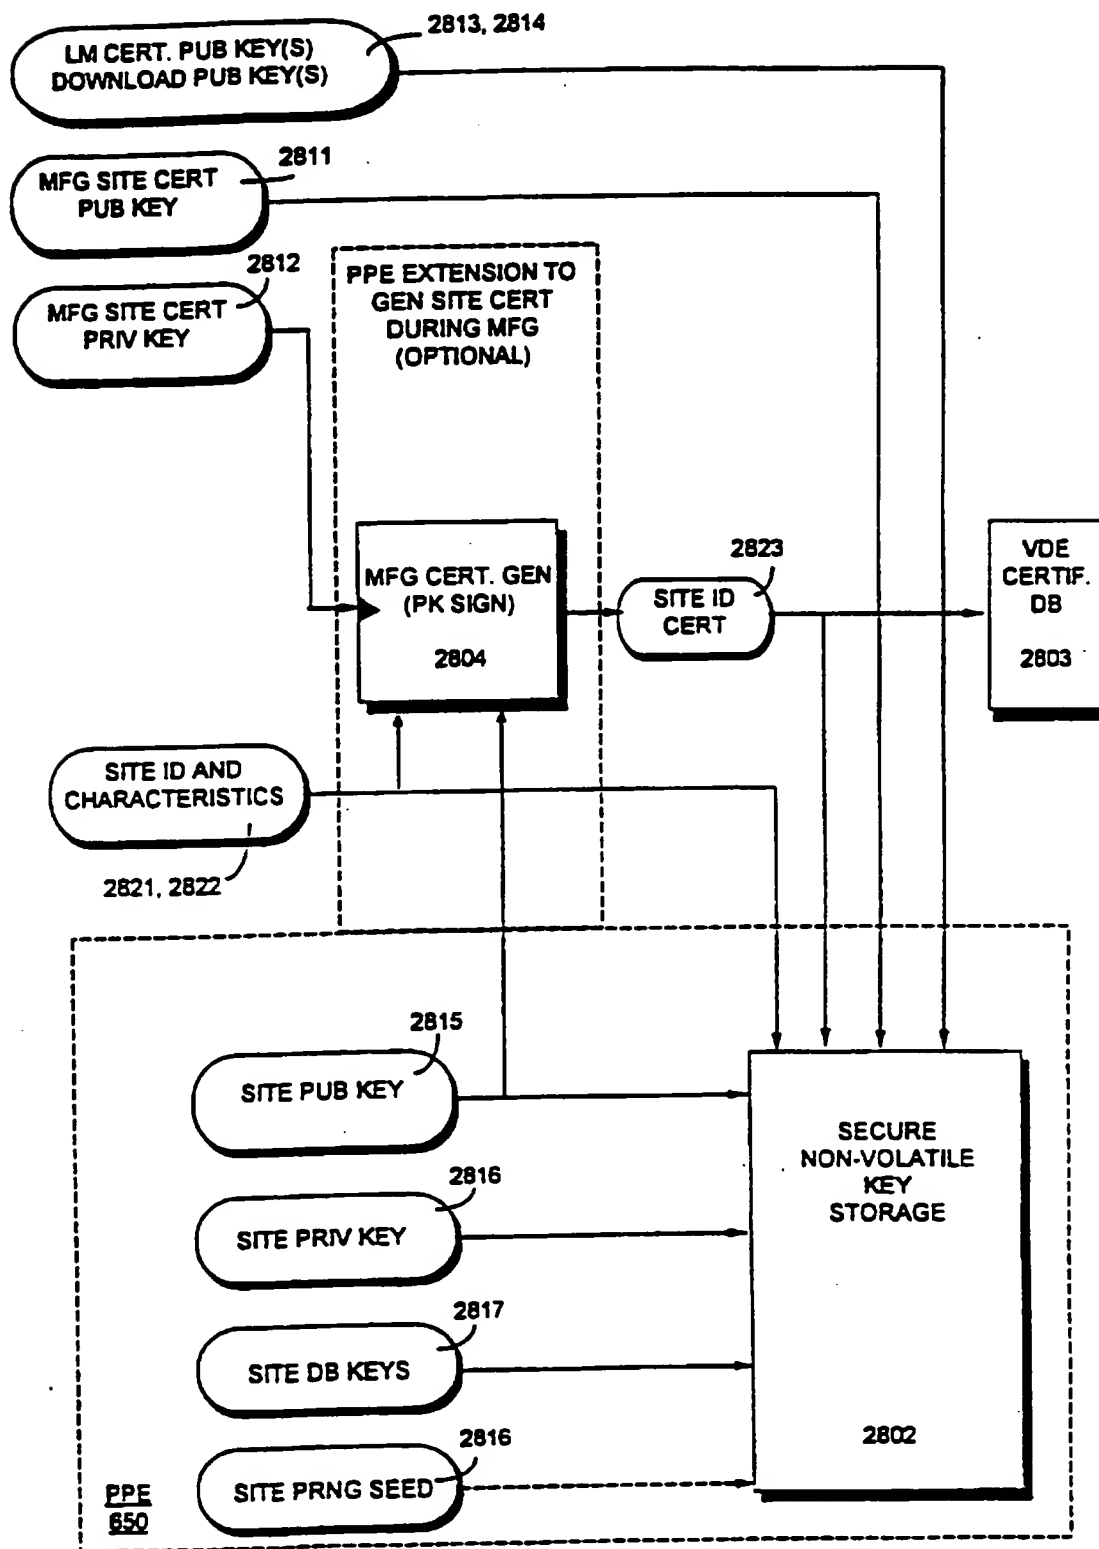 2813, 2814
LM CERT. PUB KEY(S)
DOWNLOAD PUB KEY(S)
2811
MFG SITE CERT
PUB KEY
2812
MFG SITE CERT
PRIV KEY
PPE EXTENSION TO
GEN SITE CERT
DURING MFG
(OPTIONAL)
MFG CERT. GEN
(PK SIGN)
2804
2823
SITE ID
CERT
VDE
CERTIF.
DB
2803
SITE ID AND
CHARACTERISTICS
2821, 2822
2815
SITE PUB KEY
2816
SITE PRIV KEY
2817
SITE DB KEYS
2816
SITE PRNG SEED
SECURE
NON-VOLATILE
KEY
STORAGE
2802
PPE
650